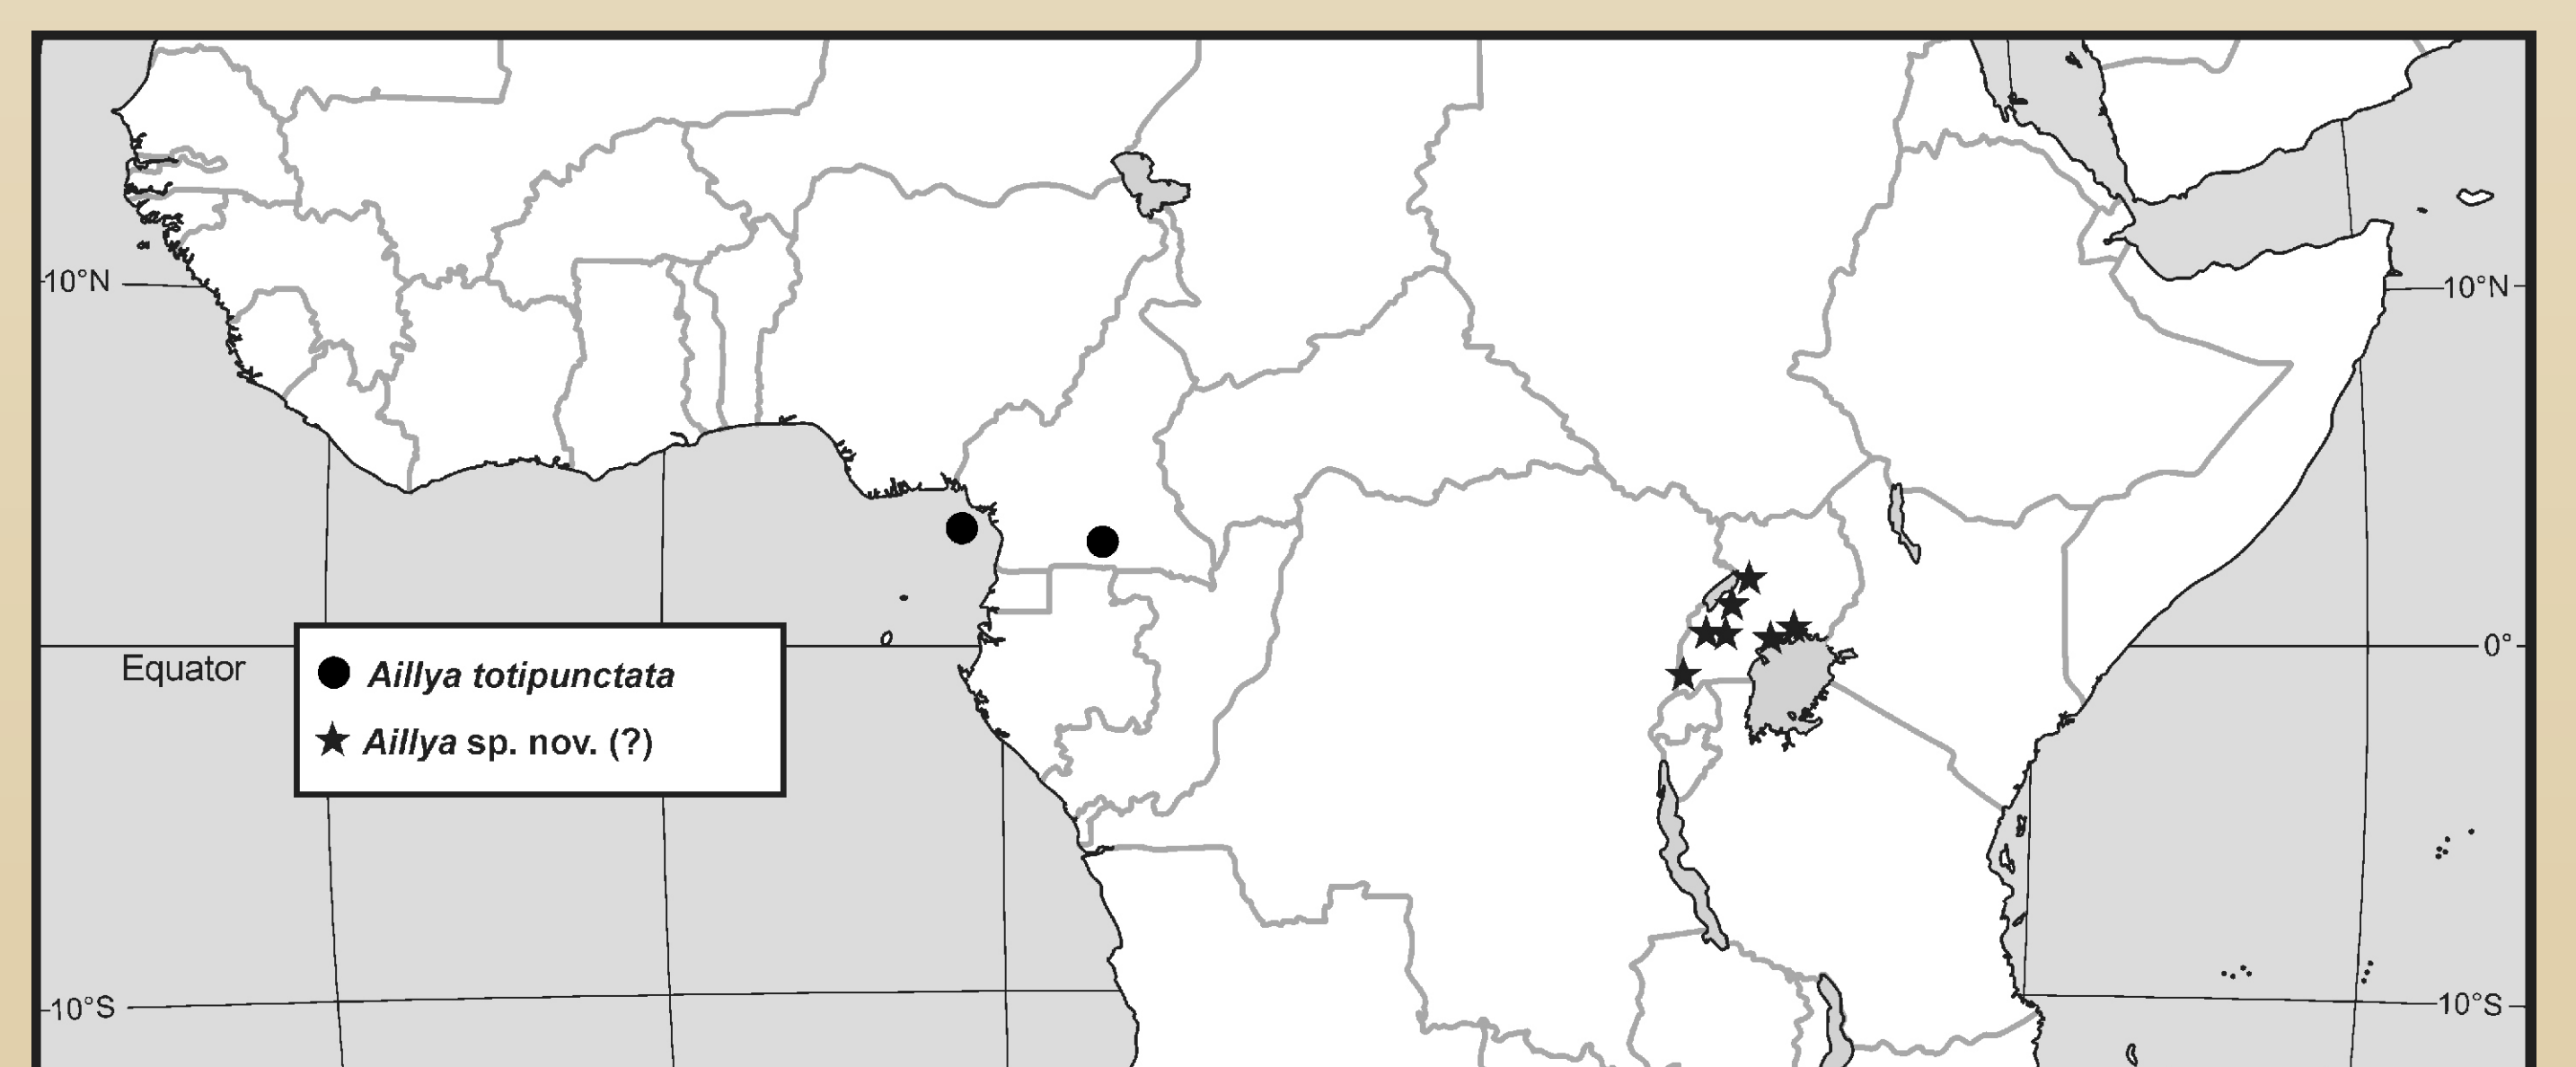 10°N
10°N
Equator
0°
Aillya totipunctata
Aillya sp. nov. (?)
10°S
10°S